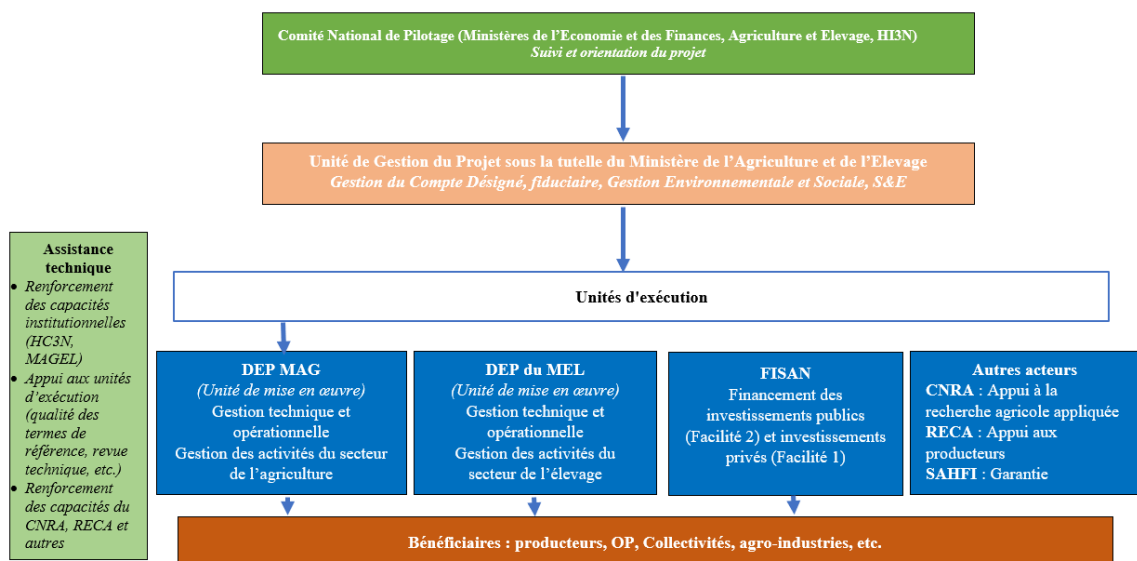 Comité National de Pilotage (Ministères de l'Economie et des Finances, Agriculture et Elevage, HI3N)
Suivi et orientation du projet
Unité de Gestion du Projet sous la tutelle du Ministère de l'Agriculture et de l'Elevage
Gestion du Compte Désigné, fiduciaire, Gestion Environnementale et Sociale, S&E
Assistance
technique
• Renforcement
des capacités
institutionnelles
(HC3N,
MAGEL)
• Appui aux unités
d'exécution
(qualité des
termes de
référence, revue
technique, etc.)
• Renforcement
des capacités du
CNRA, RECA et
autres
Unités d'exécution
DEP MAG
(Unité de mise en œuvre)
Gestion technique et
opérationnelle
Gestion des activités du secteur
de l'agriculture
DEP du MEL
(Unité de mise en œuvre)
Gestion technique et
opérationnelle
Gestion des activités du
secteur de l'élevage
FISAN
Financement des
investissements publics
(Facilité 2) et investissements
privés (Facilité 1)
Autres acteurs
CNRA : Appui à la
recherche agricole appliquée
RECA : Appui aux
producteurs
SAHFI : Garantie
Bénéficiaires : producteurs, OP, Collectivités, agro-industries, etc.